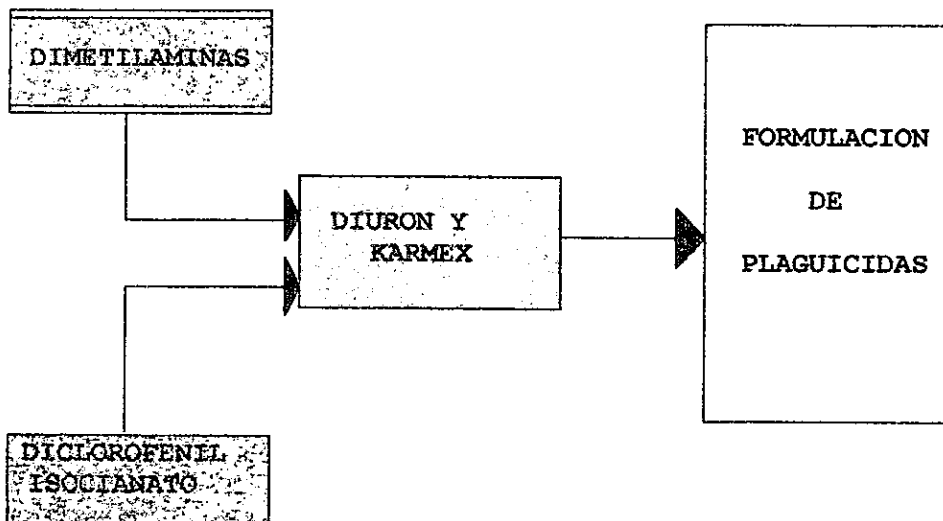 DIMETILAMINAS
DIURON Y
KARMEX
FORMULACION
DE
PLAGUICIDAS
DICLOROFENIL
ISOCIANATO